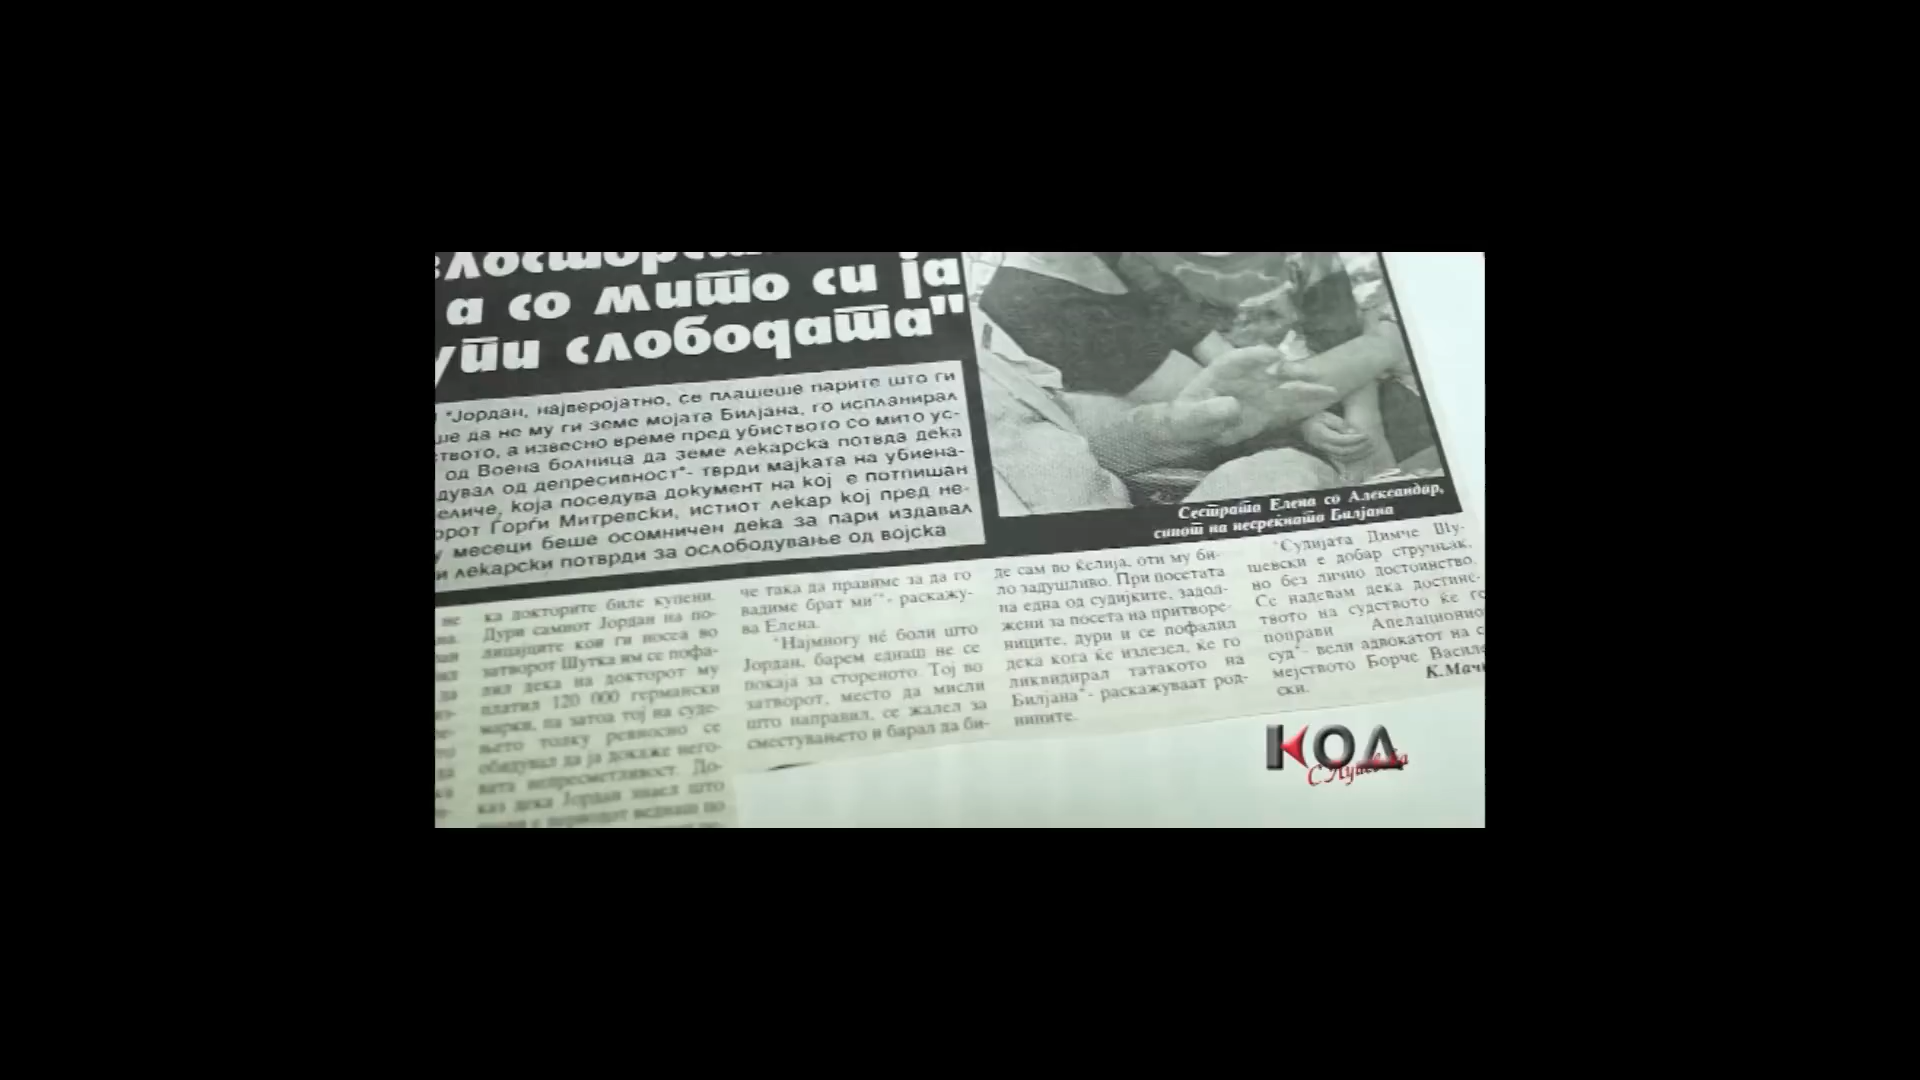 а со мито си ја
слободата"
"Јордан, најверојатно, се плашеше парите што ги
ше да не му ги земе мојата Билјана, го испланирал
твото, а извесно време пред убиството со мито ус-
од Воена болница да земе лекарска потвда дека
дувал од депресивност"- тврди мајката на убиена-
еличе, која поседува документ на кој е потпишан
орот Ѓорѓи Митревски, истиот лекар кој пред не-
у месеци беше осомничен дека за пари издавал
и лекарски потврди за ослободување од војска
Сестрата Елена со Александар,
синот на несреќната Билјана
ка докторите биле купени.
Дури самиот Јордан на по-
лицајците кои ги носеа во
затворот Шутка им се пофа-
лил дека на докторот му
платил 120 000 германски
марки, па затоа тој на суде-
њето толку ревносно се
обидувал да ја докаже него-
вата непресметливост. До-
каз дека Јордан знаел што
че така да правиме за да го
вадиме брат ми"- раскажу-
ва Елена.
"Најмногу нѐ боли што
Јордан, барем еднаш не се
покаја за стореното. Тој во
затворот, место да мисли
што направил, се жалел за
сместувањето и барал да би-
де сам во ќелија, оти му би-
ло задушливо. При посетата
на една од судијките, задол-
жени за посета на притворе-
ниците, дури и се пофалил
дека кога ќе излезел, ќе го
ликвидирал татакото на
Билјана"- раскажуваат род-
нините.
"Судијата Димче Шу-
шевски е добар стручњак,
но без лично достоинство.
Се надевам дека достинс-
твото на судството ќе го
поправи Апелационио
суд"- вели адвокатот на с
мејството Борче Василе
ски.
К.Мачк
КОД